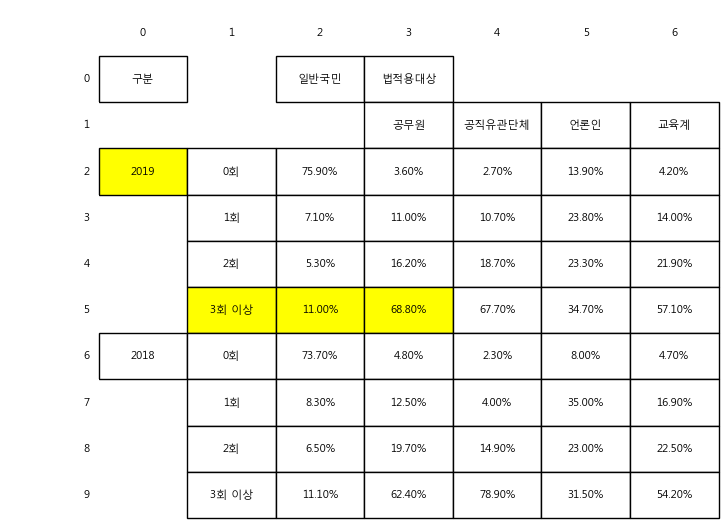 0 1 2 3 4 5 6
0 구분 일반국민 법적용대상
1 공무원 공직유관단체 언론인 교육계
2 2019 0회 75.90% 3.60% 2.70% 13.90% 4.20%
3 1회 7.10% 11.00% 10.70% 23.80% 14.00%
4 2회 5.30% 16.20% 18.70% 23.30% 21.90%
5 3회 이상 11.00% 68.80% 67.70% 34.70% 57.10%
6 2018 0회 73.70% 4.80% 2.30% 8.00% 4.70%
7 1회 8.30% 12.50% 4.00% 35.00% 16.90%
8 2회 6.50% 19.70% 14.90% 23.00% 22.50%
9 3회 이상 11.10% 62.40% 78.90% 31.50% 54.20%